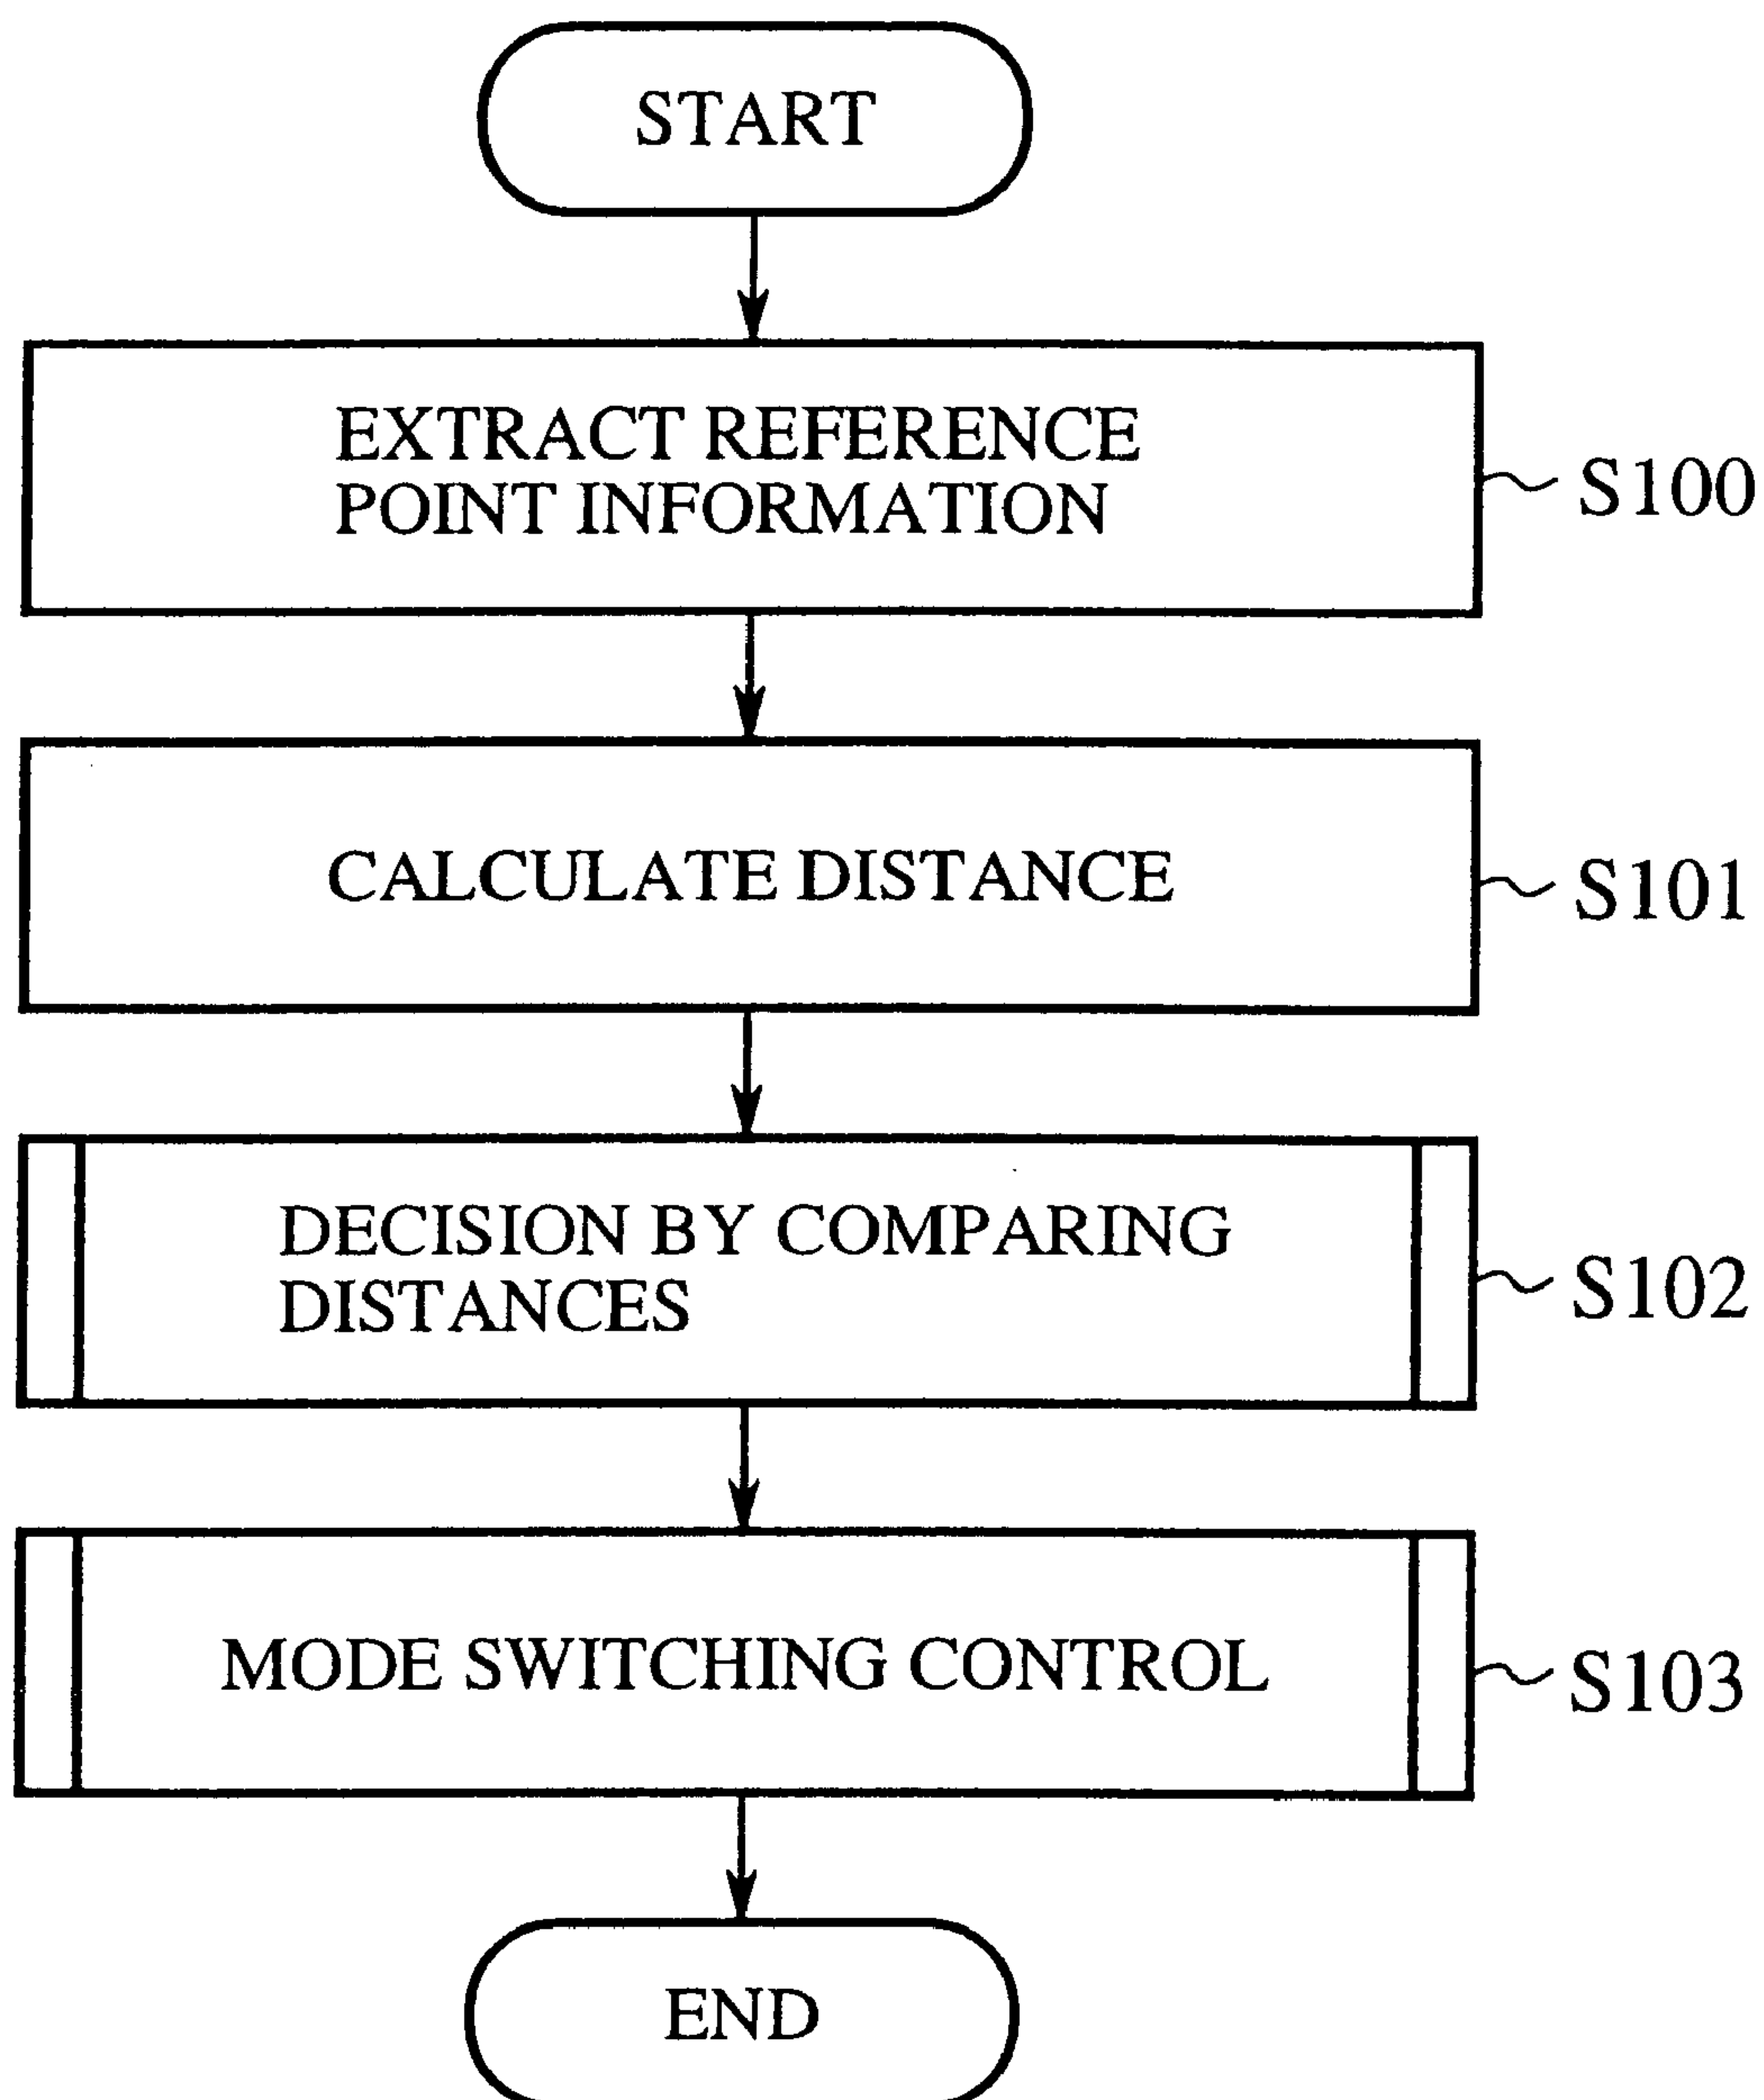 START
EXTRACT REFERENCE
POINT INFORMATION
S100
CALCULATE DISTANCE
S101
DECISION BY COMPARING
DISTANCES
S102
MODE SWITCHING CONTROL
S103
END